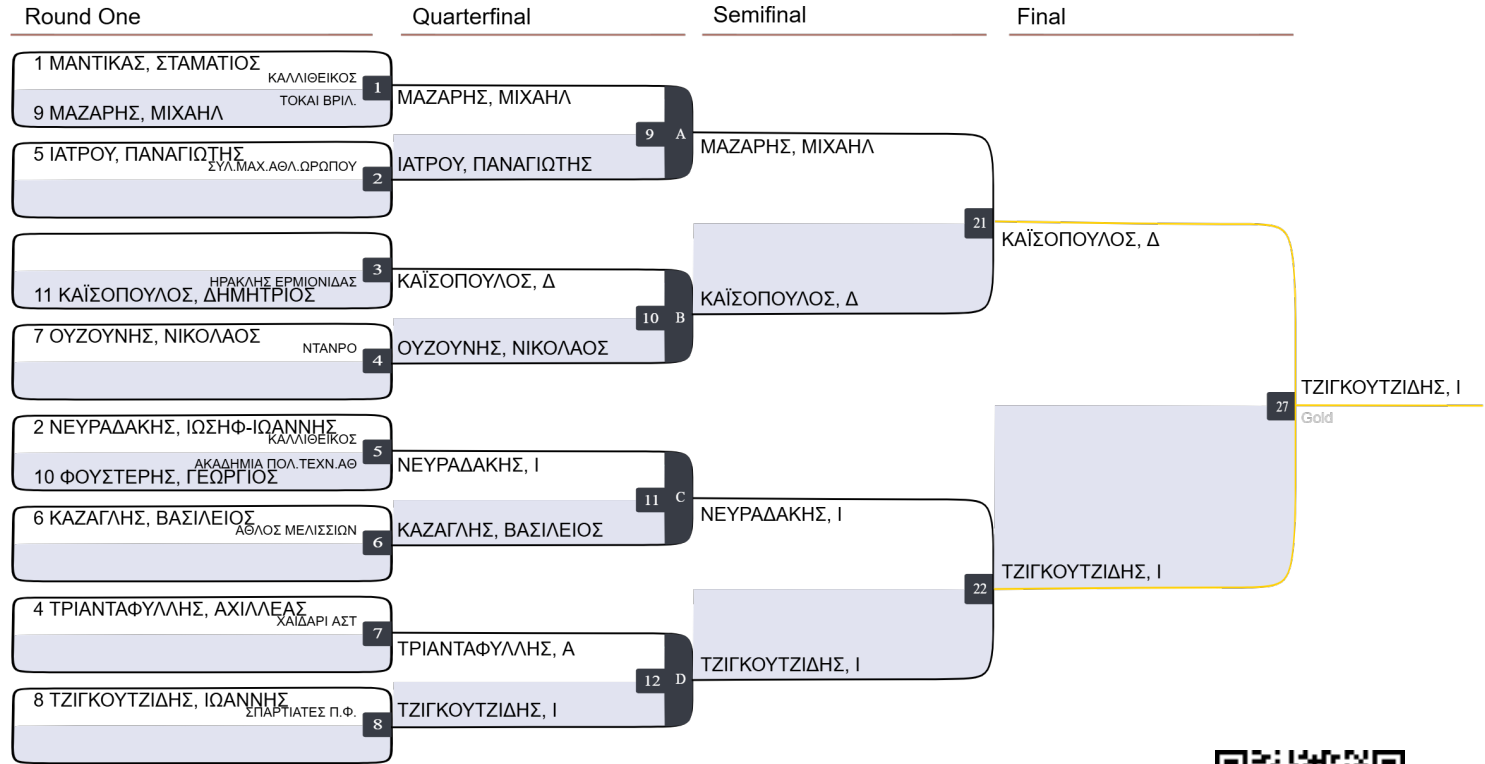 Round One
Quarterfinal
Semifinal
Final
1 ΜΑΝΤΙΚΑΣ, ΣΤΑΜΑΤΙΟΣ
ΚΑΛΛΙΘΕΙΚΟΣ
1
ΤΟΚΑΙ ΒΡΙΛ.
9 ΜΑΖΑΡΗΣ, ΜΙΧΑΗΛ
5 ΙΑΤΡΟΥ, ΠΑΝΑΓΙΩΤΗΣ
ΣΥΛ.ΜΑΧ.ΑΘΛ.ΩΡΩΠΟΥ
2
3
ΗΡΑΚΛΗΣ ΕΡΜΙΟΝΙΔΑΣ
11 ΚΑΪΣΟΠΟΥΛΟΣ, ΔΗΜΗΤΡΙΟΣ
7 ΟΥΖΟΥΝΗΣ, ΝΙΚΟΛΑΟΣ
ΝΤΑΝΡΟ
4
2 ΝΕΥΡΑΔΑΚΗΣ, ΙΩΣΗΦ-ΙΩΑΝΝΗΣ
ΚΑΛΛΙΘΕΙΚΟΣ
5
ΑΚΑΔΗΜΙΑ ΠΟΛ.ΤΕΧΝ.ΑΘ
10 ΦΟΥΣΤΕΡΗΣ, ΓΕΩΡΓΙΟΣ
6 ΚΑΖΑΓΛΗΣ, ΒΑΣΙΛΕΙΟΣ
ΑΘΛΟΣ ΜΕΛΙΣΣΙΩΝ
6
4 ΤΡΙΑΝΤΑΦΥΛΛΗΣ, ΑΧΙΛΛΕΑΣ
ΧΑΙΔΑΡΙ ΑΣΤ
7
8 ΤΖΙΓΚΟΥΤΖΙΔΗΣ, ΙΩΑΝΝΗΣ
ΣΠΑΡΤΙΑΤΕΣ Π.Φ.
8
ΜΑΖΑΡΗΣ, ΜΙΧΑΗΛ
9 A
ΙΑΤΡΟΥ, ΠΑΝΑΓΙΩΤΗΣ
ΚΑΪΣΟΠΟΥΛΟΣ, Δ
10 B
ΟΥΖΟΥΝΗΣ, ΝΙΚΟΛΑΟΣ
ΝΕΥΡΑΔΑΚΗΣ, Ι
11 C
ΚΑΖΑΓΛΗΣ, ΒΑΣΙΛΕΙΟΣ
ΤΡΙΑΝΤΑΦΥΛΛΗΣ, Α
12 D
ΤΖΙΓΚΟΥΤΖΙΔΗΣ, Ι
ΜΑΖΑΡΗΣ, ΜΙΧΑΗΛ
21
ΚΑΪΣΟΠΟΥΛΟΣ, Δ
ΝΕΥΡΑΔΑΚΗΣ, Ι
22
ΤΖΙΓΚΟΥΤΖΙΔΗΣ, Ι
ΚΑΪΣΟΠΟΥΛΟΣ, Δ
27
ΤΖΙΓΚΟΥΤΖΙΔΗΣ, Ι
ΤΖΙΓΚΟΥΤΖΙΔΗΣ, Ι
Gold